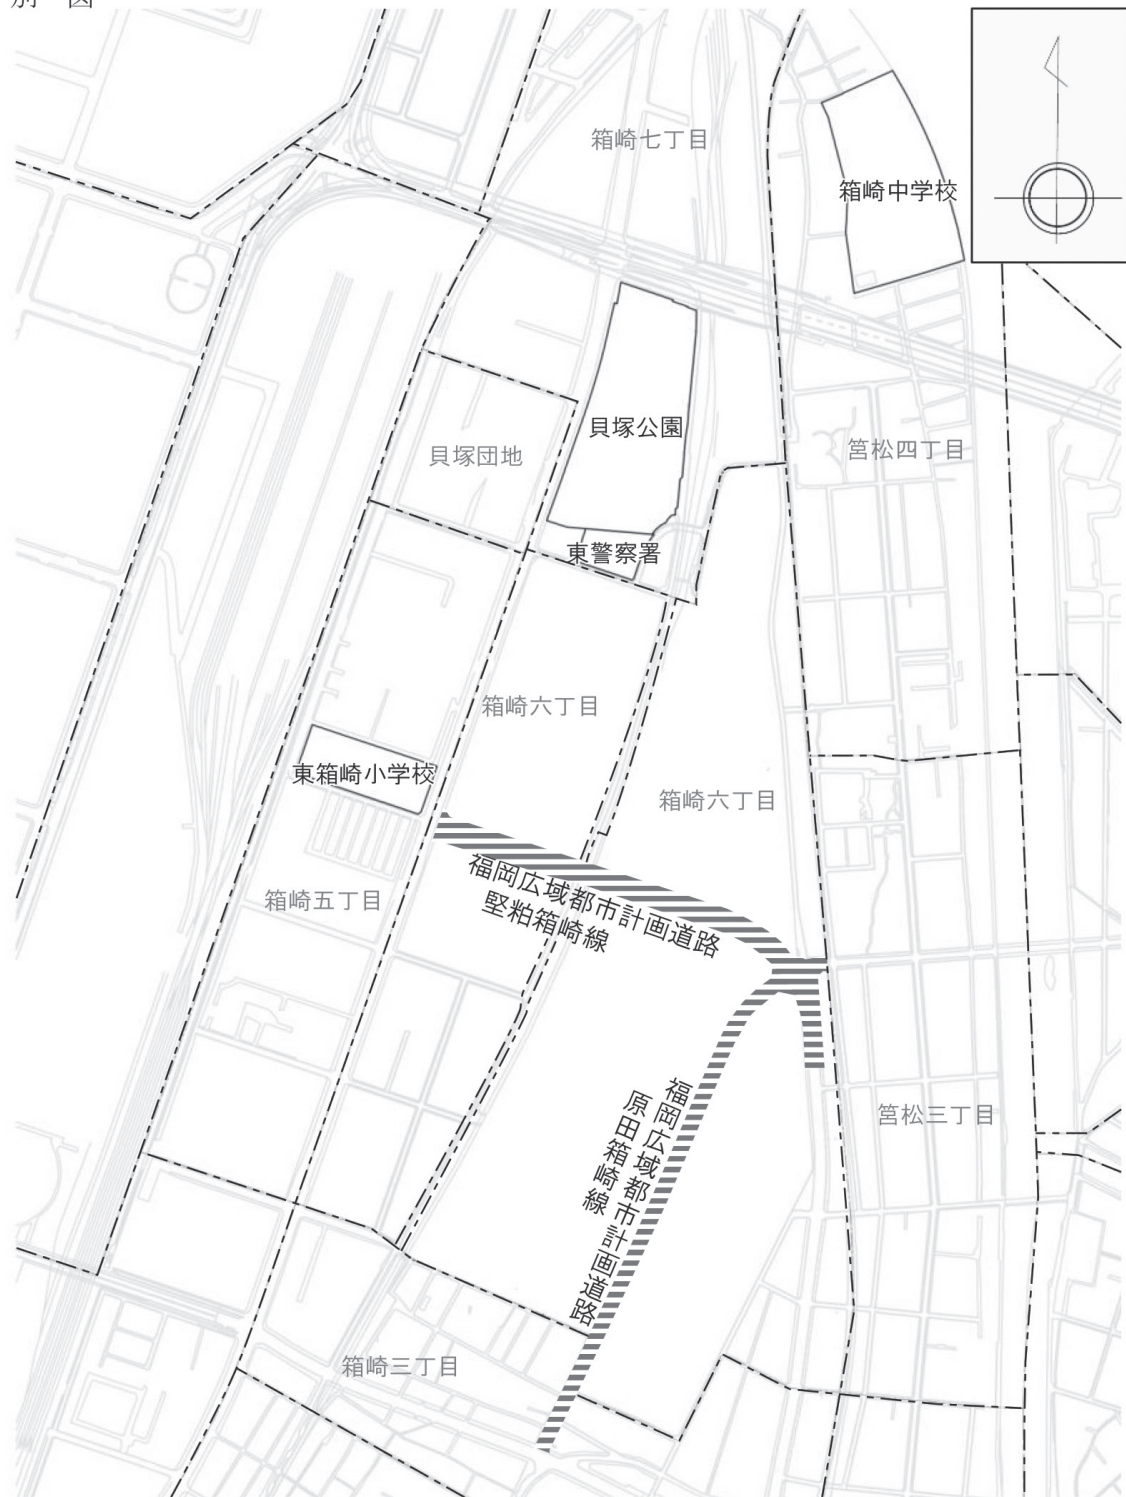 別 図
箱崎七丁目
箱崎中学校
貝塚公園
貝塚団地
筥松四丁目
東警察署
箱崎六丁目
東箱崎小学校
箱崎六丁目
福岡広域都市計画道路
堅粕箱崎線
箱崎五丁目
福岡広域都市計画道路
原田箱崎線
筥松三丁目
箱崎三丁目